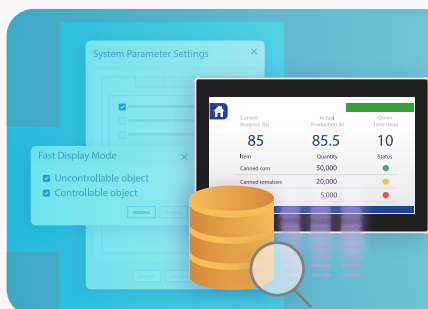 System Parameter Settings
Fast Display Mode
Uncontrollable object
Controllable object
Current Actual Down
Progress (%) Production (k) Time (min)
85 85.5 10
Item Quantity Status
Canned corn 50,000
Canned tomatoes 20,000
5,000